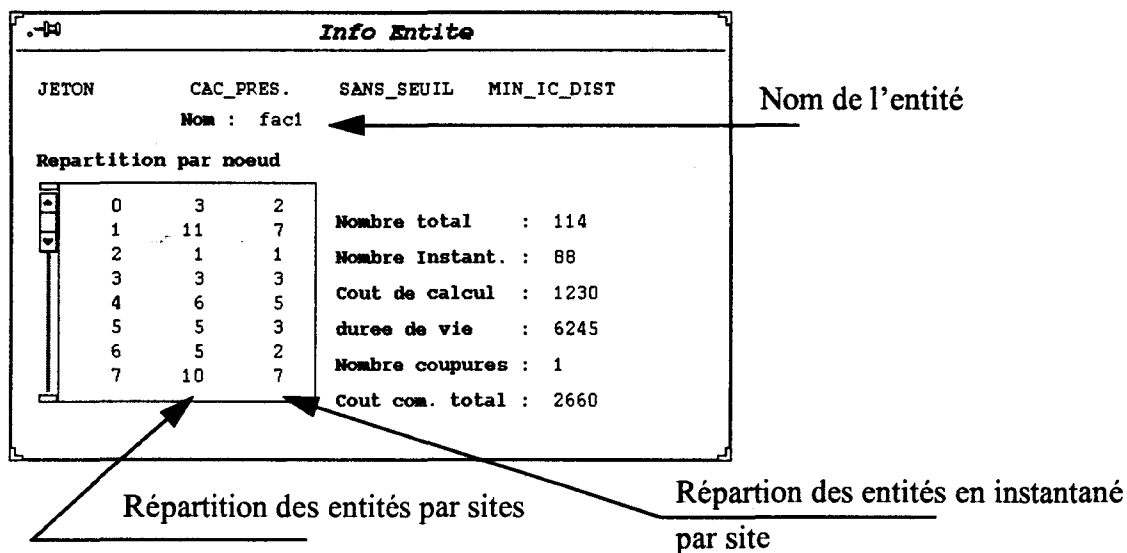 Info Entite
JETON CAC_PRES. SANS_SEUIL MIN_IC_DIST
Nom : fac1
Nom de l'entité
Repartition par noeud
0 3 2
1 11 7
2 1 1
3 3 3
4 6 5
5 5 3
6 5 2
7 10 7
Nombre total : 114
Nombre Instant. : 88
Cout de calcul : 1230
duree de vie : 6245
Nombre coupures : 1
Cout com. total : 2660
Répartition des entités par sites
Répartion des entités en instantané
par site